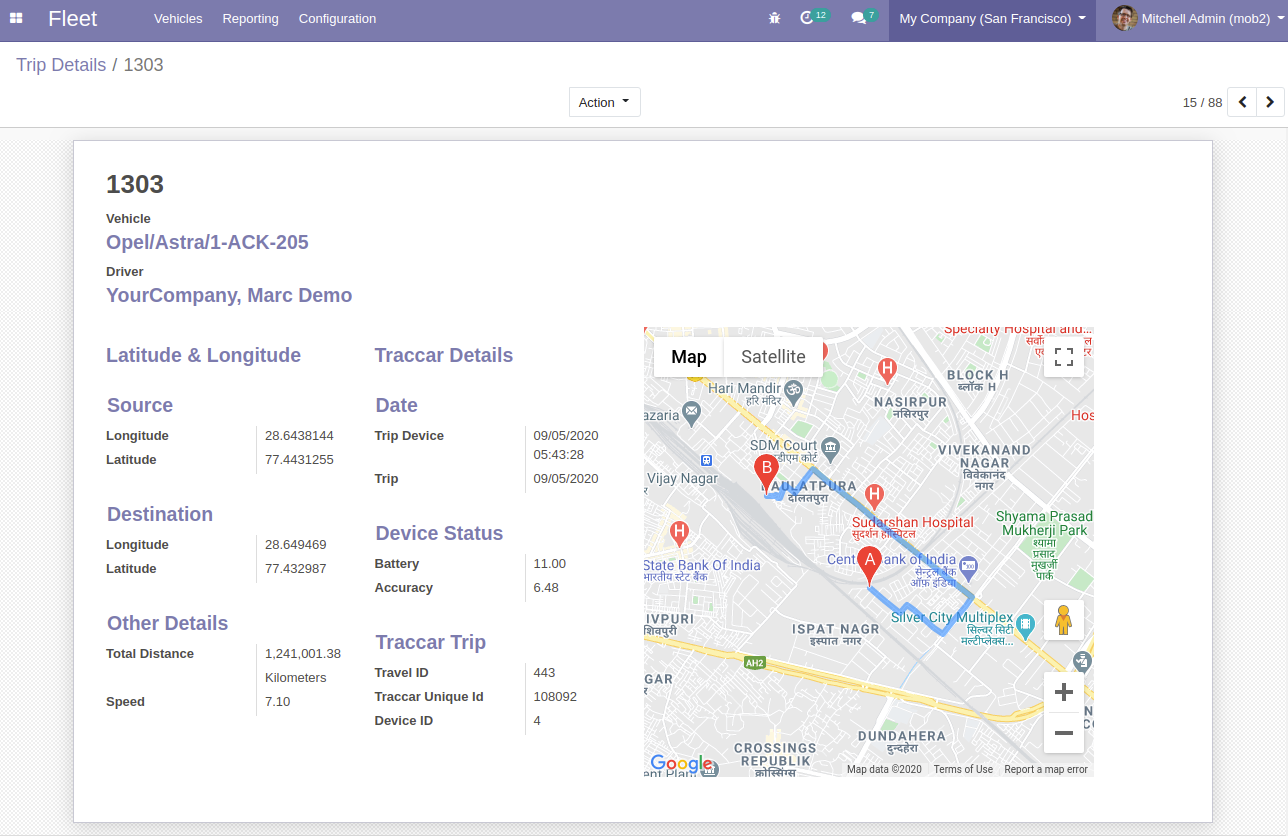 Fleet
Vehicles Reporting Configuration
12
7
My Company (San Francisco)
Mitchell Admin (mob2)
Trip Details / 1303
Action
15 / 88
1303
Vehicle
Opel/Astra/1-ACK-205
Driver
YourCompany, Marc Demo
Latitude & Longitude
Source
Longitude 28.6438144
Latitude 77.4431255
Destination
Longitude 28.649469
Latitude 77.432987
Other Details
Total Distance 1,241,001.38
Kilometers
Speed 7.10
Traccar Details
Date
Trip Device 09/05/2020
05:43:28
Trip 09/05/2020
Device Status
Battery 11.00
Accuracy 6.48
Traccar Trip
Travel ID 443
Traccar Unique Id 108092
Device ID 4
Specialty Hospital and...
Map Satellite
H
BLOCK H
ब्लॉक H
Hari Mandir
हरि मंदिर
NASIRPUR
नसिरपुर
azaria
Hos
SDM Court
डीएम कोर्ट
VIVEKANAND
NAGAR
विवेकानंद
नगर
B
Vijay Nagar
DAULATPURA
दौलतपुरा
H
Sudarshan Hospital
सुदर्शन हॉस्पिटल
Shyama Prasad
Mukherji Park
श्यामा
प्रसाद
मुखर्जी
पार्क
H
State Bank Of India
भारतीय स्टेट बैंक
A
Central Bank of India
सेन्ट्रल बैंक
ऑफ़ इंडिया
Silver City Multiplex
सिल्वर सिटी
मल्टीप्लेक्स...
IVPURI
शिवपुरी
ISPAT NAGR
इस्पात नगर
AH2
GAR
DUNDAHERA
दुन्दहेरा
CROSSINGS
REPUBLIK
क्रोसिंग्स
Google
Map data ©2020 Terms of Use Report a map error